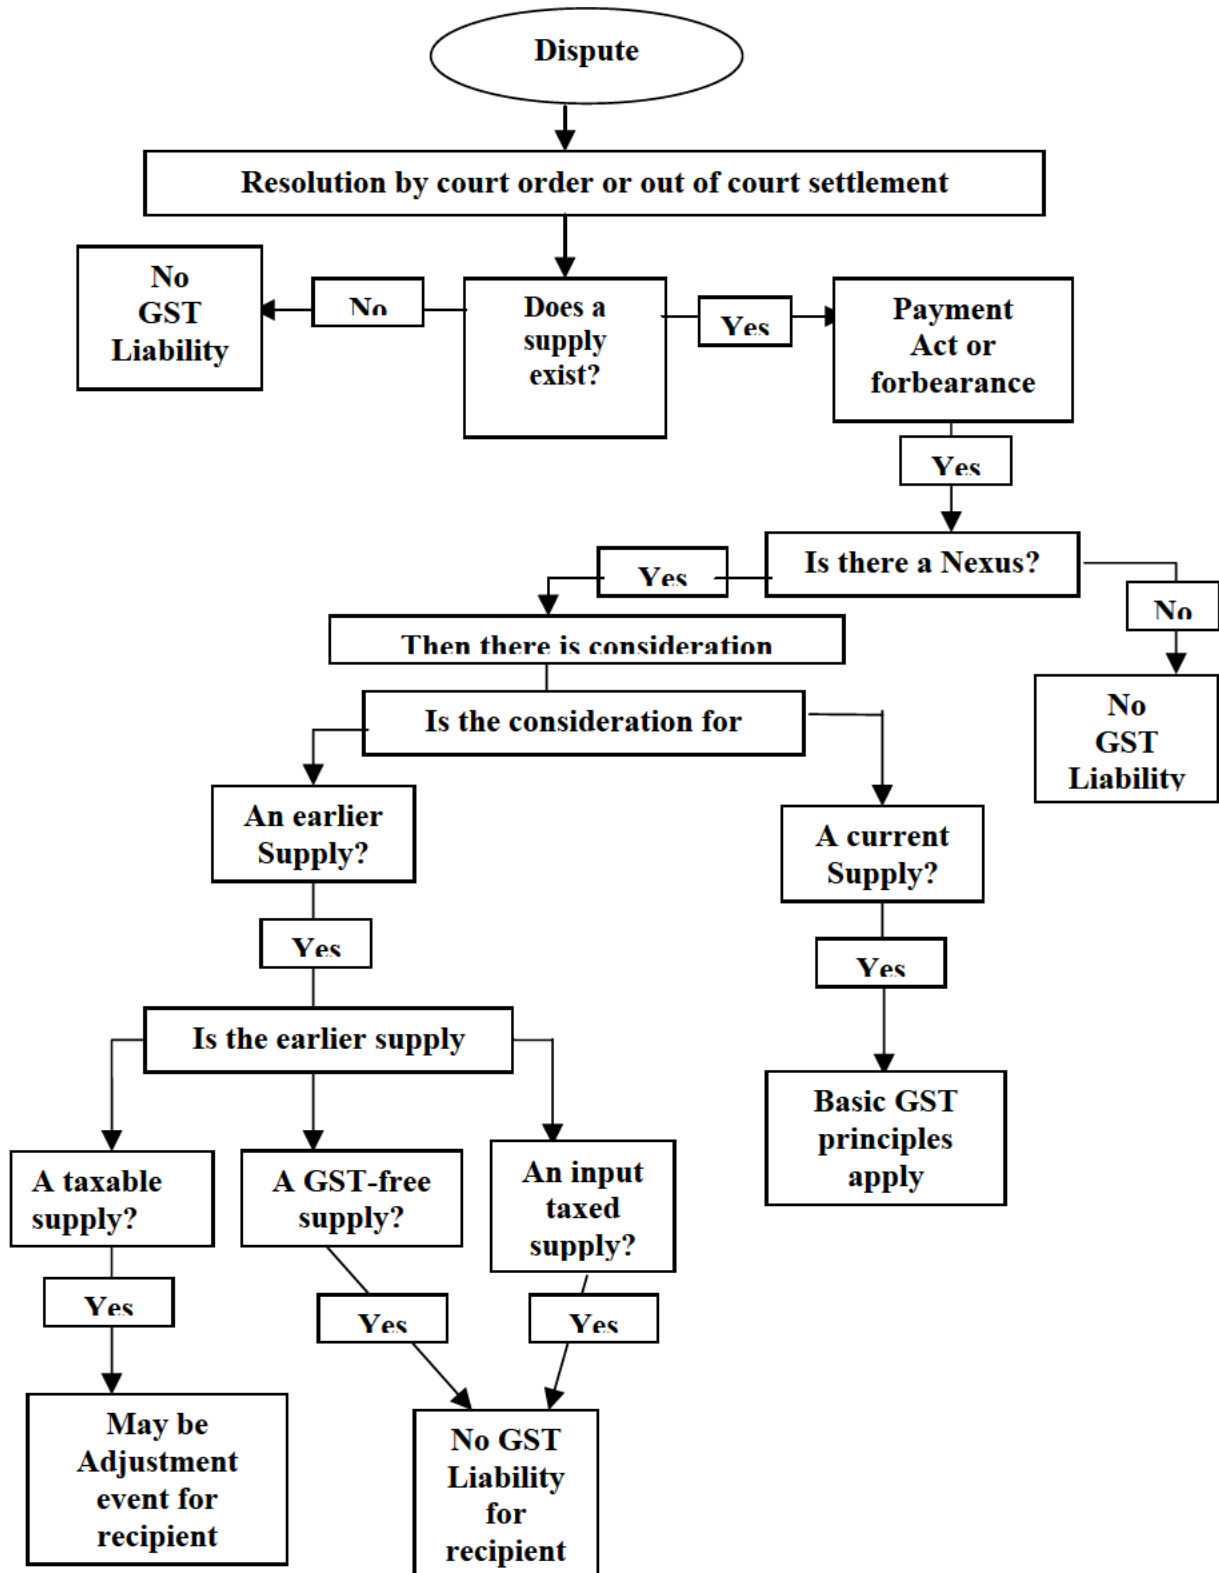 Dispute
Resolution by court order or out of court settlement
No
GST
Liability
No
Does a
supply
exist?
Yes
Payment
Act or
forbearance
Yes
Is there a Nexus?
Yes
No
Then there is consideration
Is the consideration for
No
GST
Liability
An earlier
Supply?
A current
Supply?
Yes
Yes
Is the earlier supply
Basic GST
principles
apply
A taxable
supply?
A GST-free
supply?
An input
taxed
supply?
Yes
Yes
Yes
May be
Adjustment
event for
recipient
No GST
Liability
for
recipient